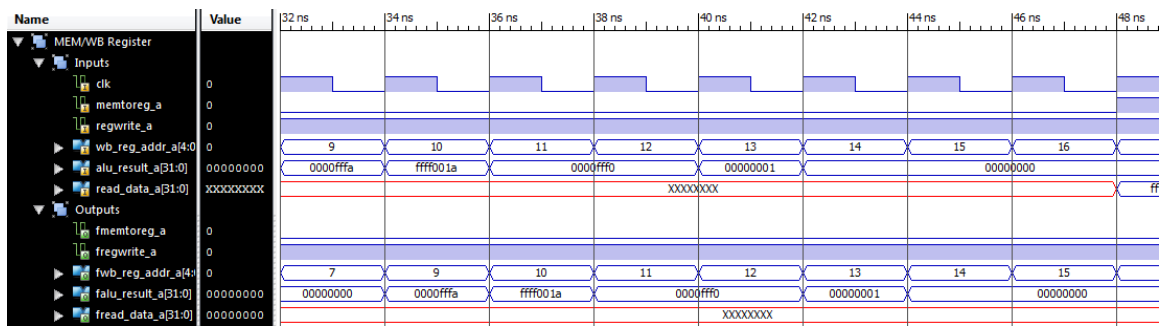 Name Value 32 ns 34 ns 36 ns 38 ns 40 ns 42 ns 44 ns 46 ns 48 ns
MEM/WB Register
Inputs
clk 0
memtoreg_a 0
regwrite_a 0
wb_reg_addr_a[4:0 0 9 10 11 12 13 14 15 16
alu_result_a[31:0] 00000000 0000fffa ffff001a 0000fff0 00000001 00000000
read_data_a[31:0] XXXXXXXX XXXXXXXX ff
Outputs
fmemtoreg_a 0
fregwrite_a 0
fwb_reg_addr_a[4: 0 7 9 10 11 12 13 14 15
falu_result_a[31:0] 00000000 00000000 0000fffa ffff001a 0000fff0 00000001 00000000
fread_data_a[31:0] 00000000 XXXXXXXX